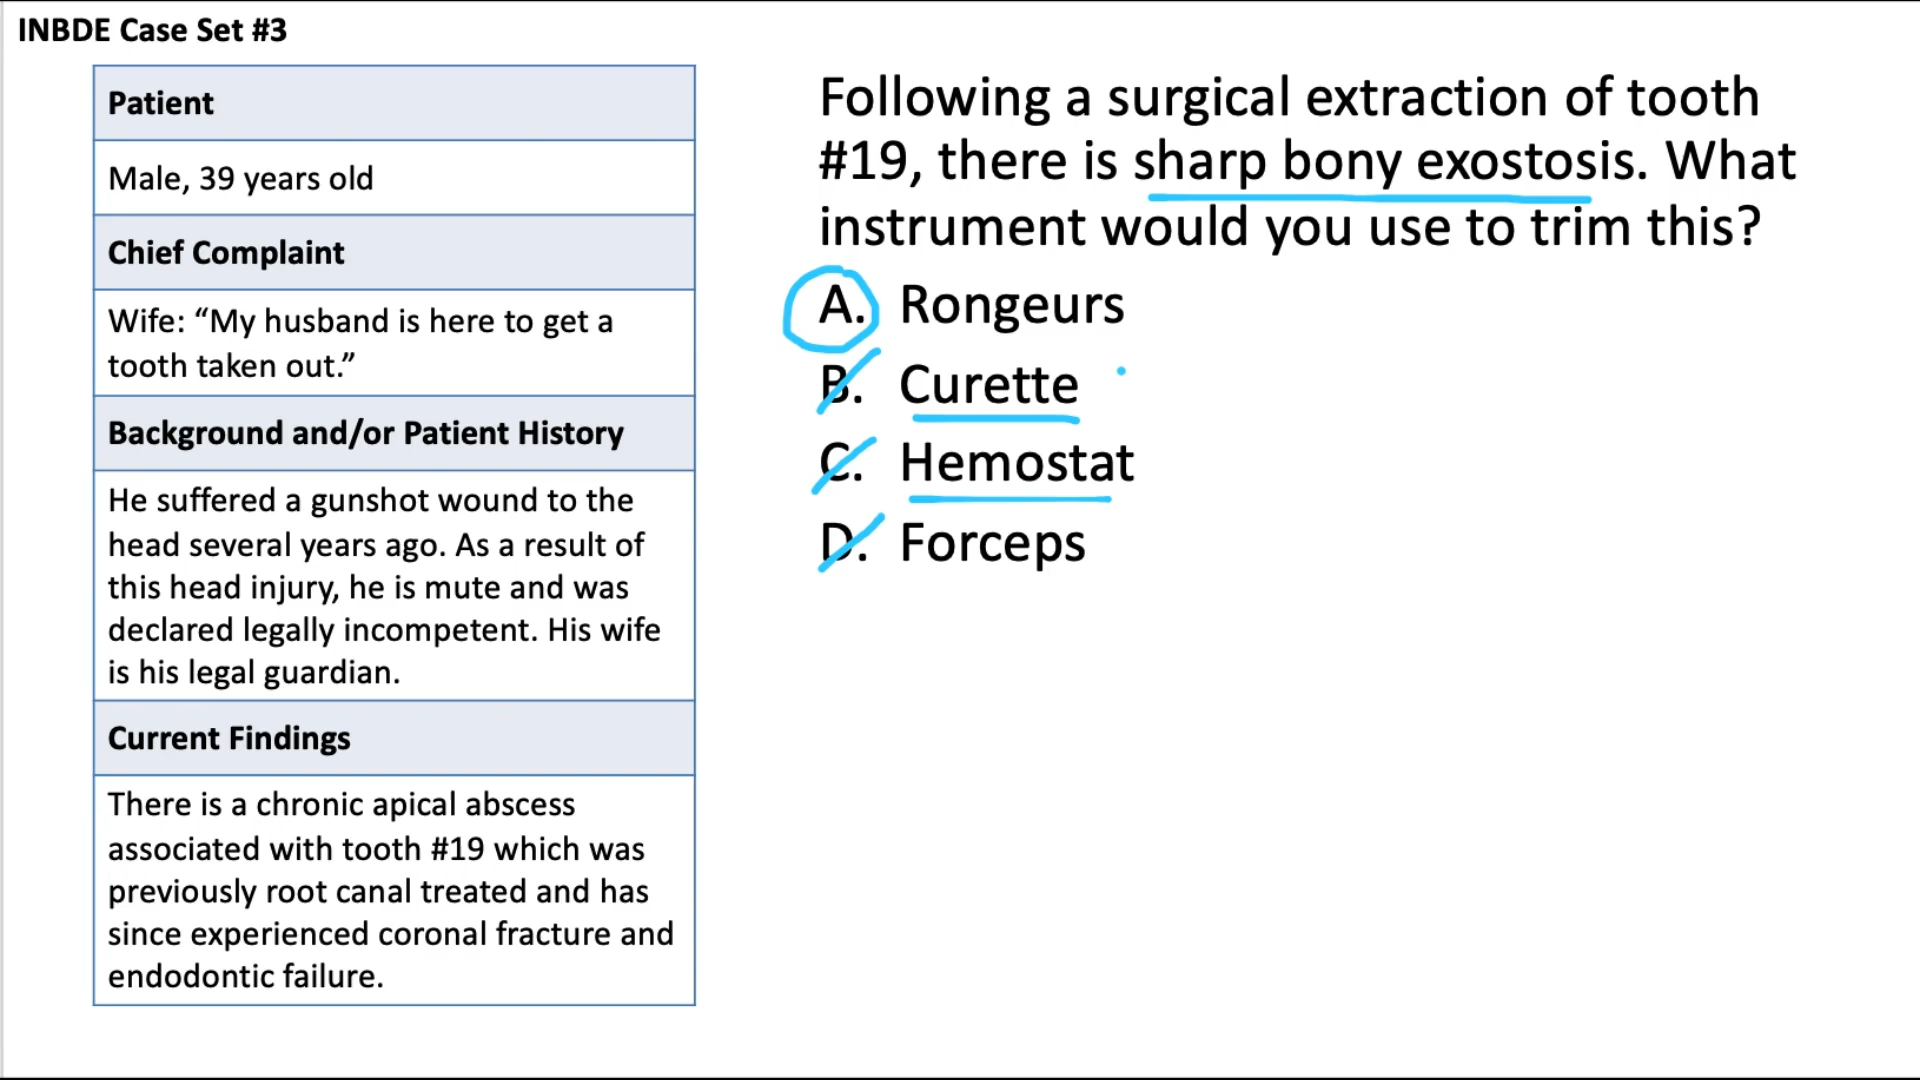 INBDE Case Set #3
Patient
Male, 39 years old
Chief Complaint
Wife: “My husband is here to get a
tooth taken out.”
Background and/or Patient History
He suffered a gunshot wound to the
head several years ago. As a result of
this head injury, he is mute and was
declared legally incompetent. His wife
is his legal guardian.
Current Findings
There is a chronic apical abscess
associated with tooth #19 which was
previously root canal treated and has
since experienced coronal fracture and
endodontic failure.
Following a surgical extraction of tooth
#19, there is sharp bony exostosis. What
instrument would you use to trim this?
A. Rongeurs
B. Curette
C. Hemostat
D. Forceps